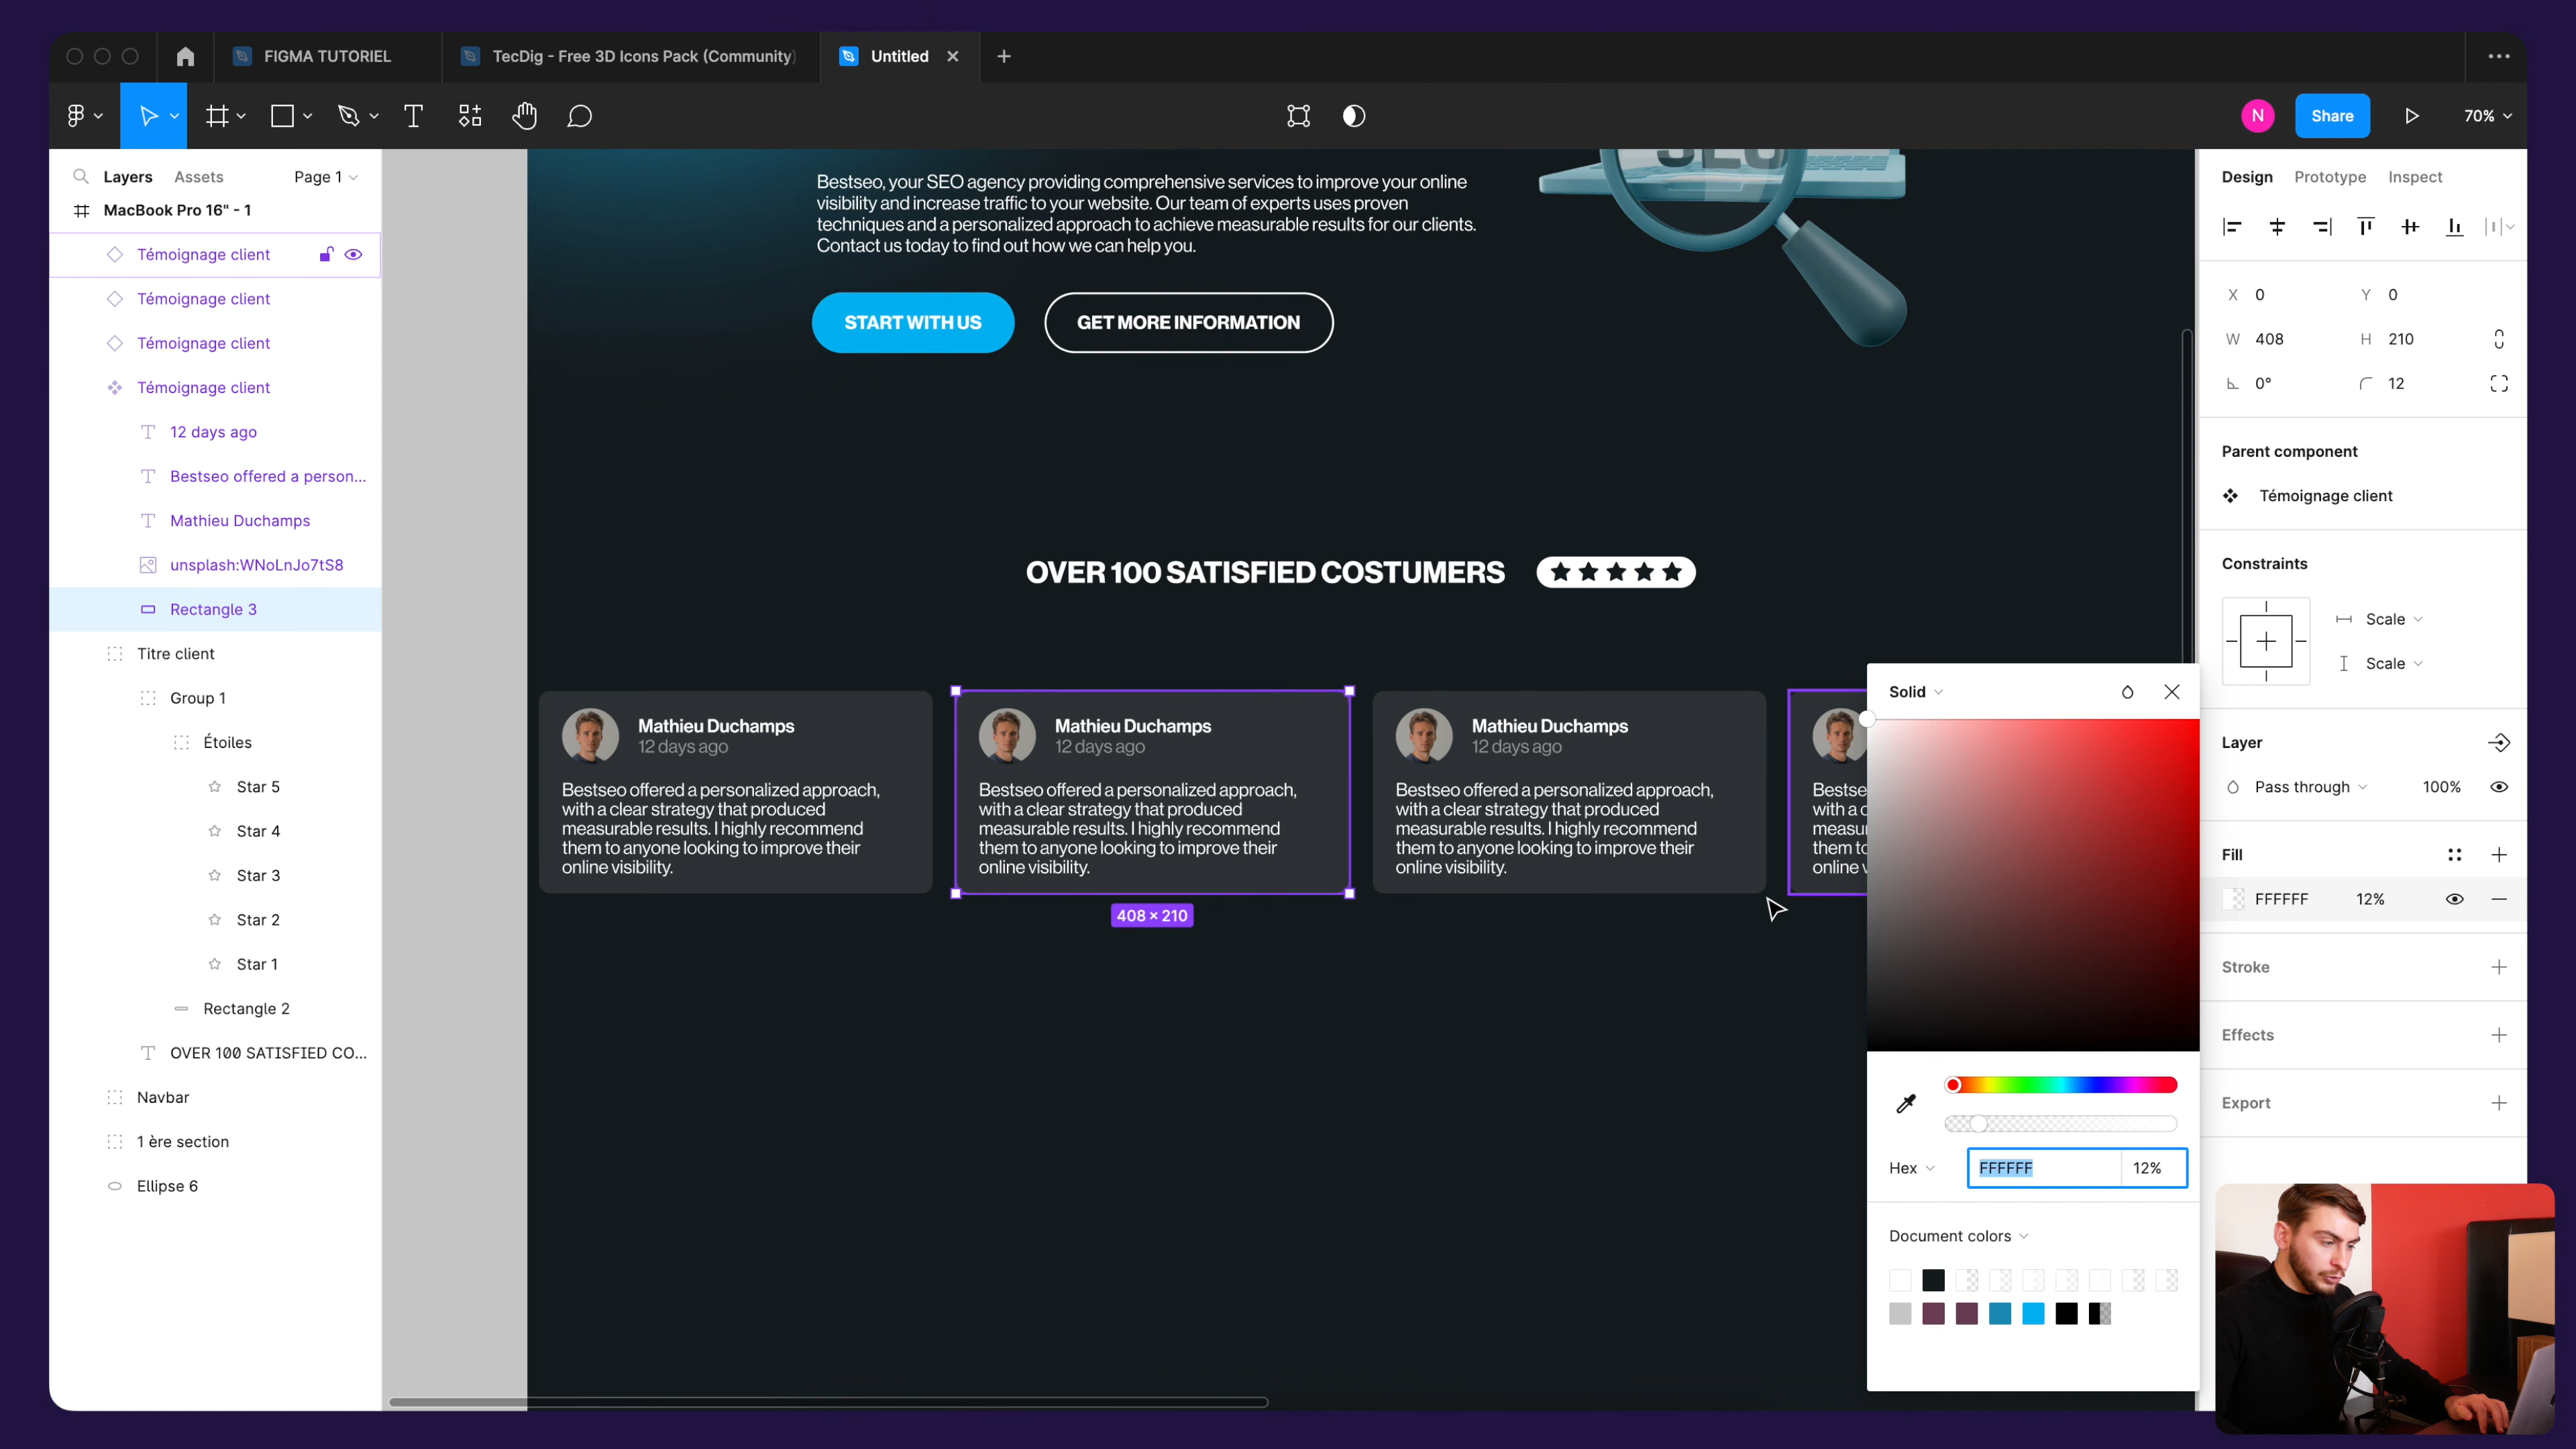 FIGMA TUTORIEL
TecDig - Free 3D Icons Pack (Community)
Untitled
N
Share
70%
Layers
Assets
Page 1
MacBook Pro 16" - 1
Témoignage client
Témoignage client
Témoignage client
Témoignage client
12 days ago
Bestseo offered a person...
Mathieu Duchamps
unsplash:WNoLnJo7tS8
Rectangle 3
Titre client
Group 1
Étoiles
Star 5
Star 4
Star 3
Star 2
Star 1
Rectangle 2
OVER 100 SATISFIED CO...
Navbar
1 ère section
Ellipse 6
SEO
Bestseo, your SEO agency providing comprehensive services to improve your online
visibility and increase traffic to your website. Our team of experts uses proven
techniques and a personalized approach to achieve measurable results for our clients.
Contact us today to find out how we can help you.
START WITH US
GET MORE INFORMATION
OVER 100 SATISFIED COSTUMERS
Mathieu Duchamps
12 days ago
Bestseo offered a personalized approach,
with a clear strategy that produced
measurable results. I highly recommend
them to anyone looking to improve their
online visibility.
Mathieu Duchamps
12 days ago
Bestseo offered a personalized approach,
with a clear strategy that produced
measurable results. I highly recommend
them to anyone looking to improve their
online visibility.
408 × 210
Mathieu Duchamps
12 days ago
Bestseo offered a personalized approach,
with a clear strategy that produced
measurable results. I highly recommend
them to anyone looking to improve their
online visibility.
Bestse
with a c
measu
them to
online v
Solid
Hex
FFFFFF
12%
Document colors
Design
Prototype
Inspect
X 0
Y 0
W 408
H 210
0°
12
Parent component
Témoignage client
Constraints
Scale
Scale
Layer
Pass through
100%
Fill
FFFFFF
12%
Stroke
Effects
Export